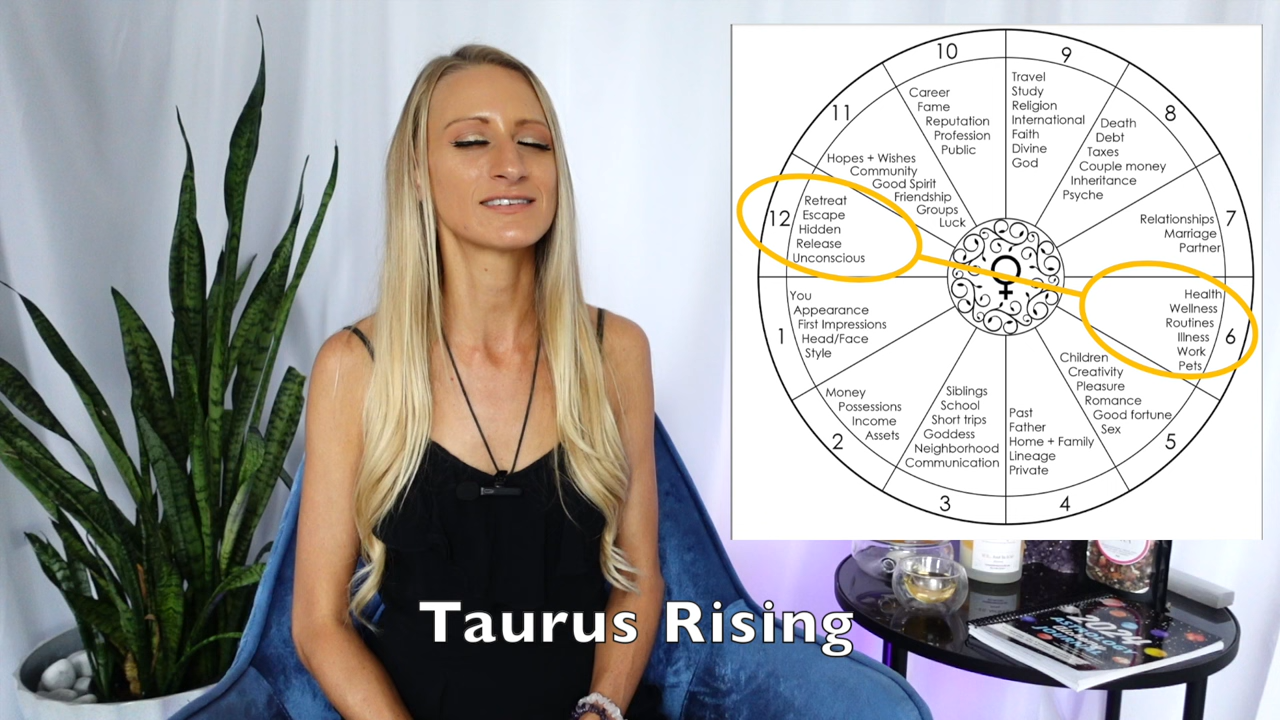 10
Career
Fame
Reputation
Profession
Public
9
Travel
Study
Religion
International
Faith
Divine
God
8
Death
Debt
Taxes
Couple money
Inheritance
Psyche
7
Relationships
Marriage
Partner
6
Health
Wellness
Routines
Illness
Work
Pets
5
Children
Creativity
Pleasure
Romance
Good fortune
Sex
4
Past
Father
Home + Family
Lineage
Private
3
Siblings
School
Short trips
Goddess
Neighborhood
Communication
2
Money
Possessions
Income
Assets
1
You
Appearance
First Impressions
Head/Face
Style
12
Retreat
Escape
Hidden
Release
Unconscious
11
Hopes + Wishes
Community
Good Spirit
Friendship
Groups
Luck
Taurus Rising
2024
ASTROLOGY